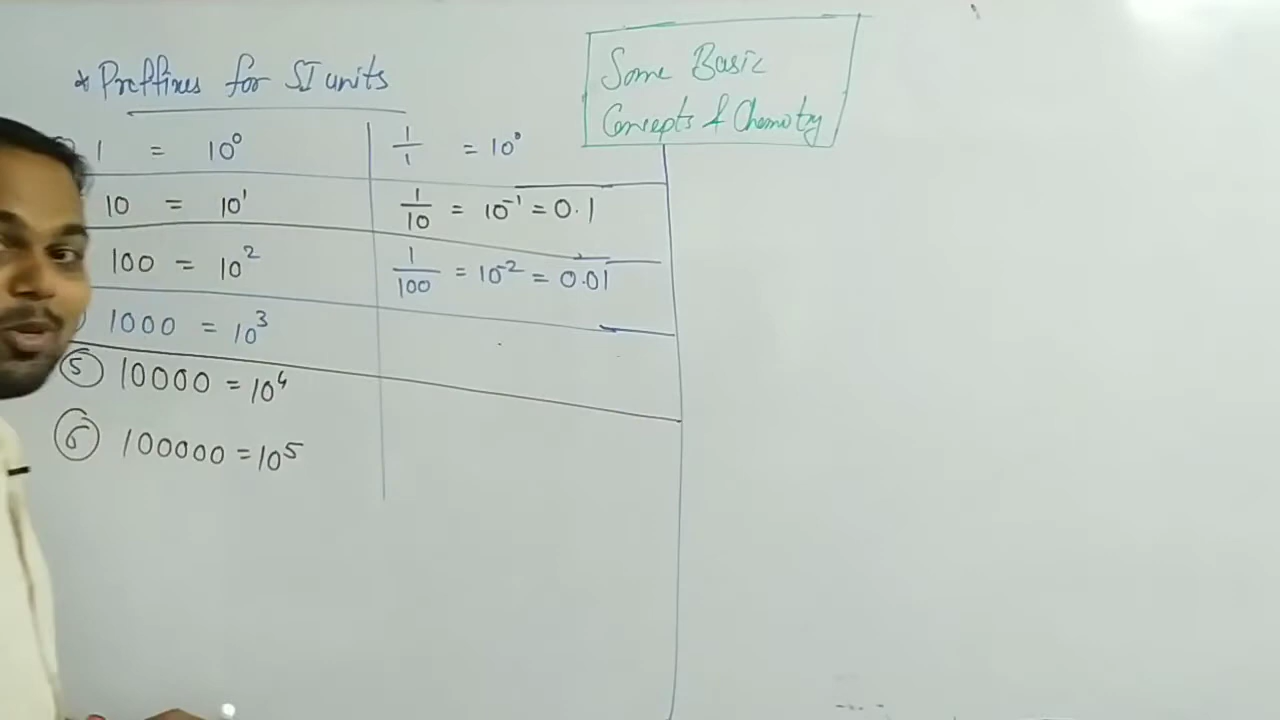 * Preffixes for SI units
Some Basic
Concepts of Chemistry
1 = 10⁰
1/1 = 10⁰
10 = 10¹
1/10 = 10⁻¹ = 0.1
100 = 10²
1/100 = 10⁻² = 0.01
1000 = 10³
⑤ 10000 = 10⁴
⑥ 100000 = 10⁵